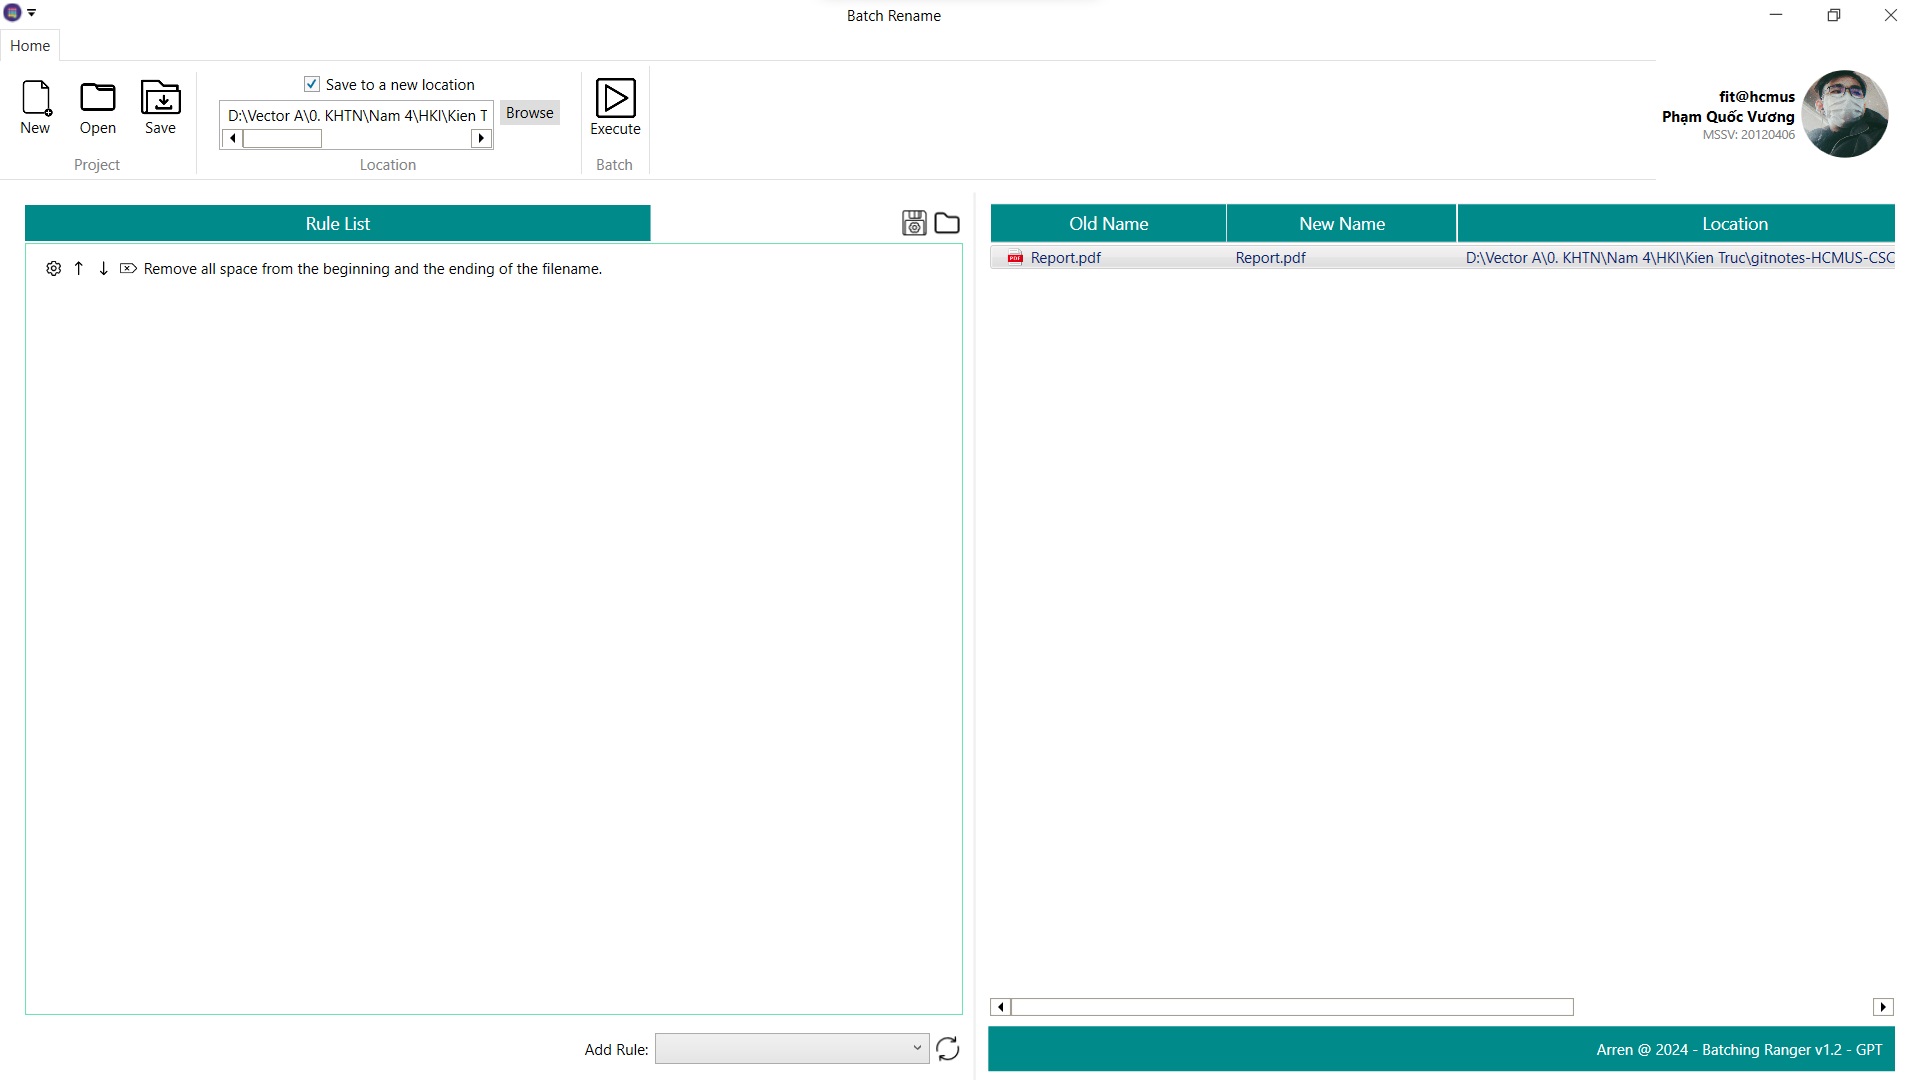 Batch Rename
Home
Save to a new location
D:\Vector A\0. KHTN\Nam 4\HKI\Kien T
Browse
New
Open
Save
Execute
Project
Location
Batch
fit@hcmus
Phạm Quốc Vương
MSSV: 20120406
Rule List
Remove all space from the beginning and the ending of the filename.
Old Name
New Name
Location
PDF
Report.pdf
Report.pdf
D:\Vector A\0. KHTN\Nam 4\HKI\Kien Truc\gitnotes-HCMUS-CSC
Add Rule:
Arren @ 2024 - Batching Ranger v1.2 - GPT